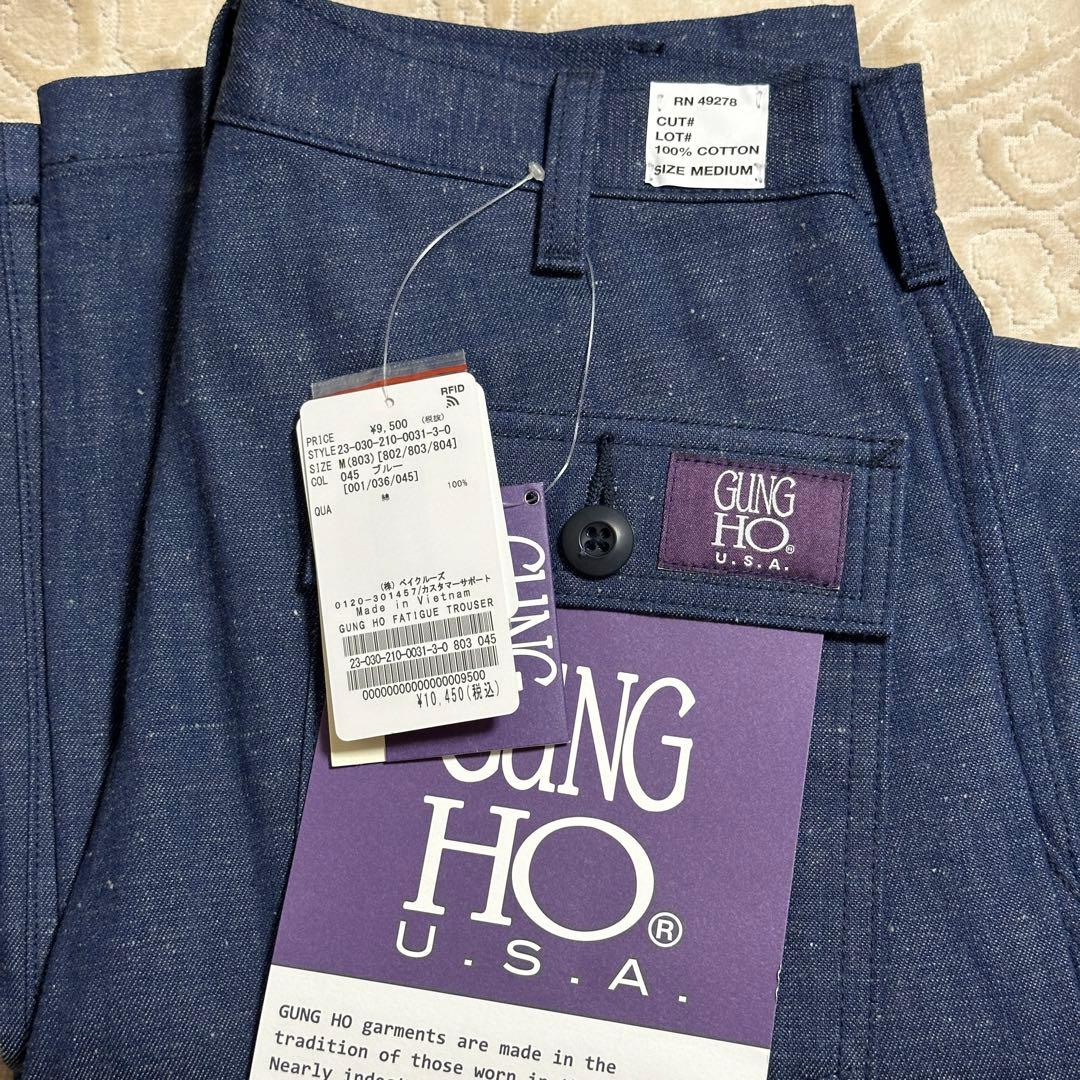 RN 49278
CUT#
LOT#
100% COTTON
SIZE MEDIUM
RFID
PRICE ¥9,500 (税抜)
STYLE 23-030-210-0031-3-0
SIZE M(803)[802/803/804]
COL 045 ブルー
[001/036/045]
QUA 綿 100%
(株) ベイクルーズ
0120-301457/カスタマーサポート
Made in Vietnam
GUNG HO FATIGUE TROUSER
23-030-210-0031-3-0 803 045
00000000000000009500
¥10,450(税込)
GUNG
HO®
U.S.A.
GUNG
GUNG
HO®
U.S.A.
GUNG HO garments are made in the
tradition of those worn in
Nearly